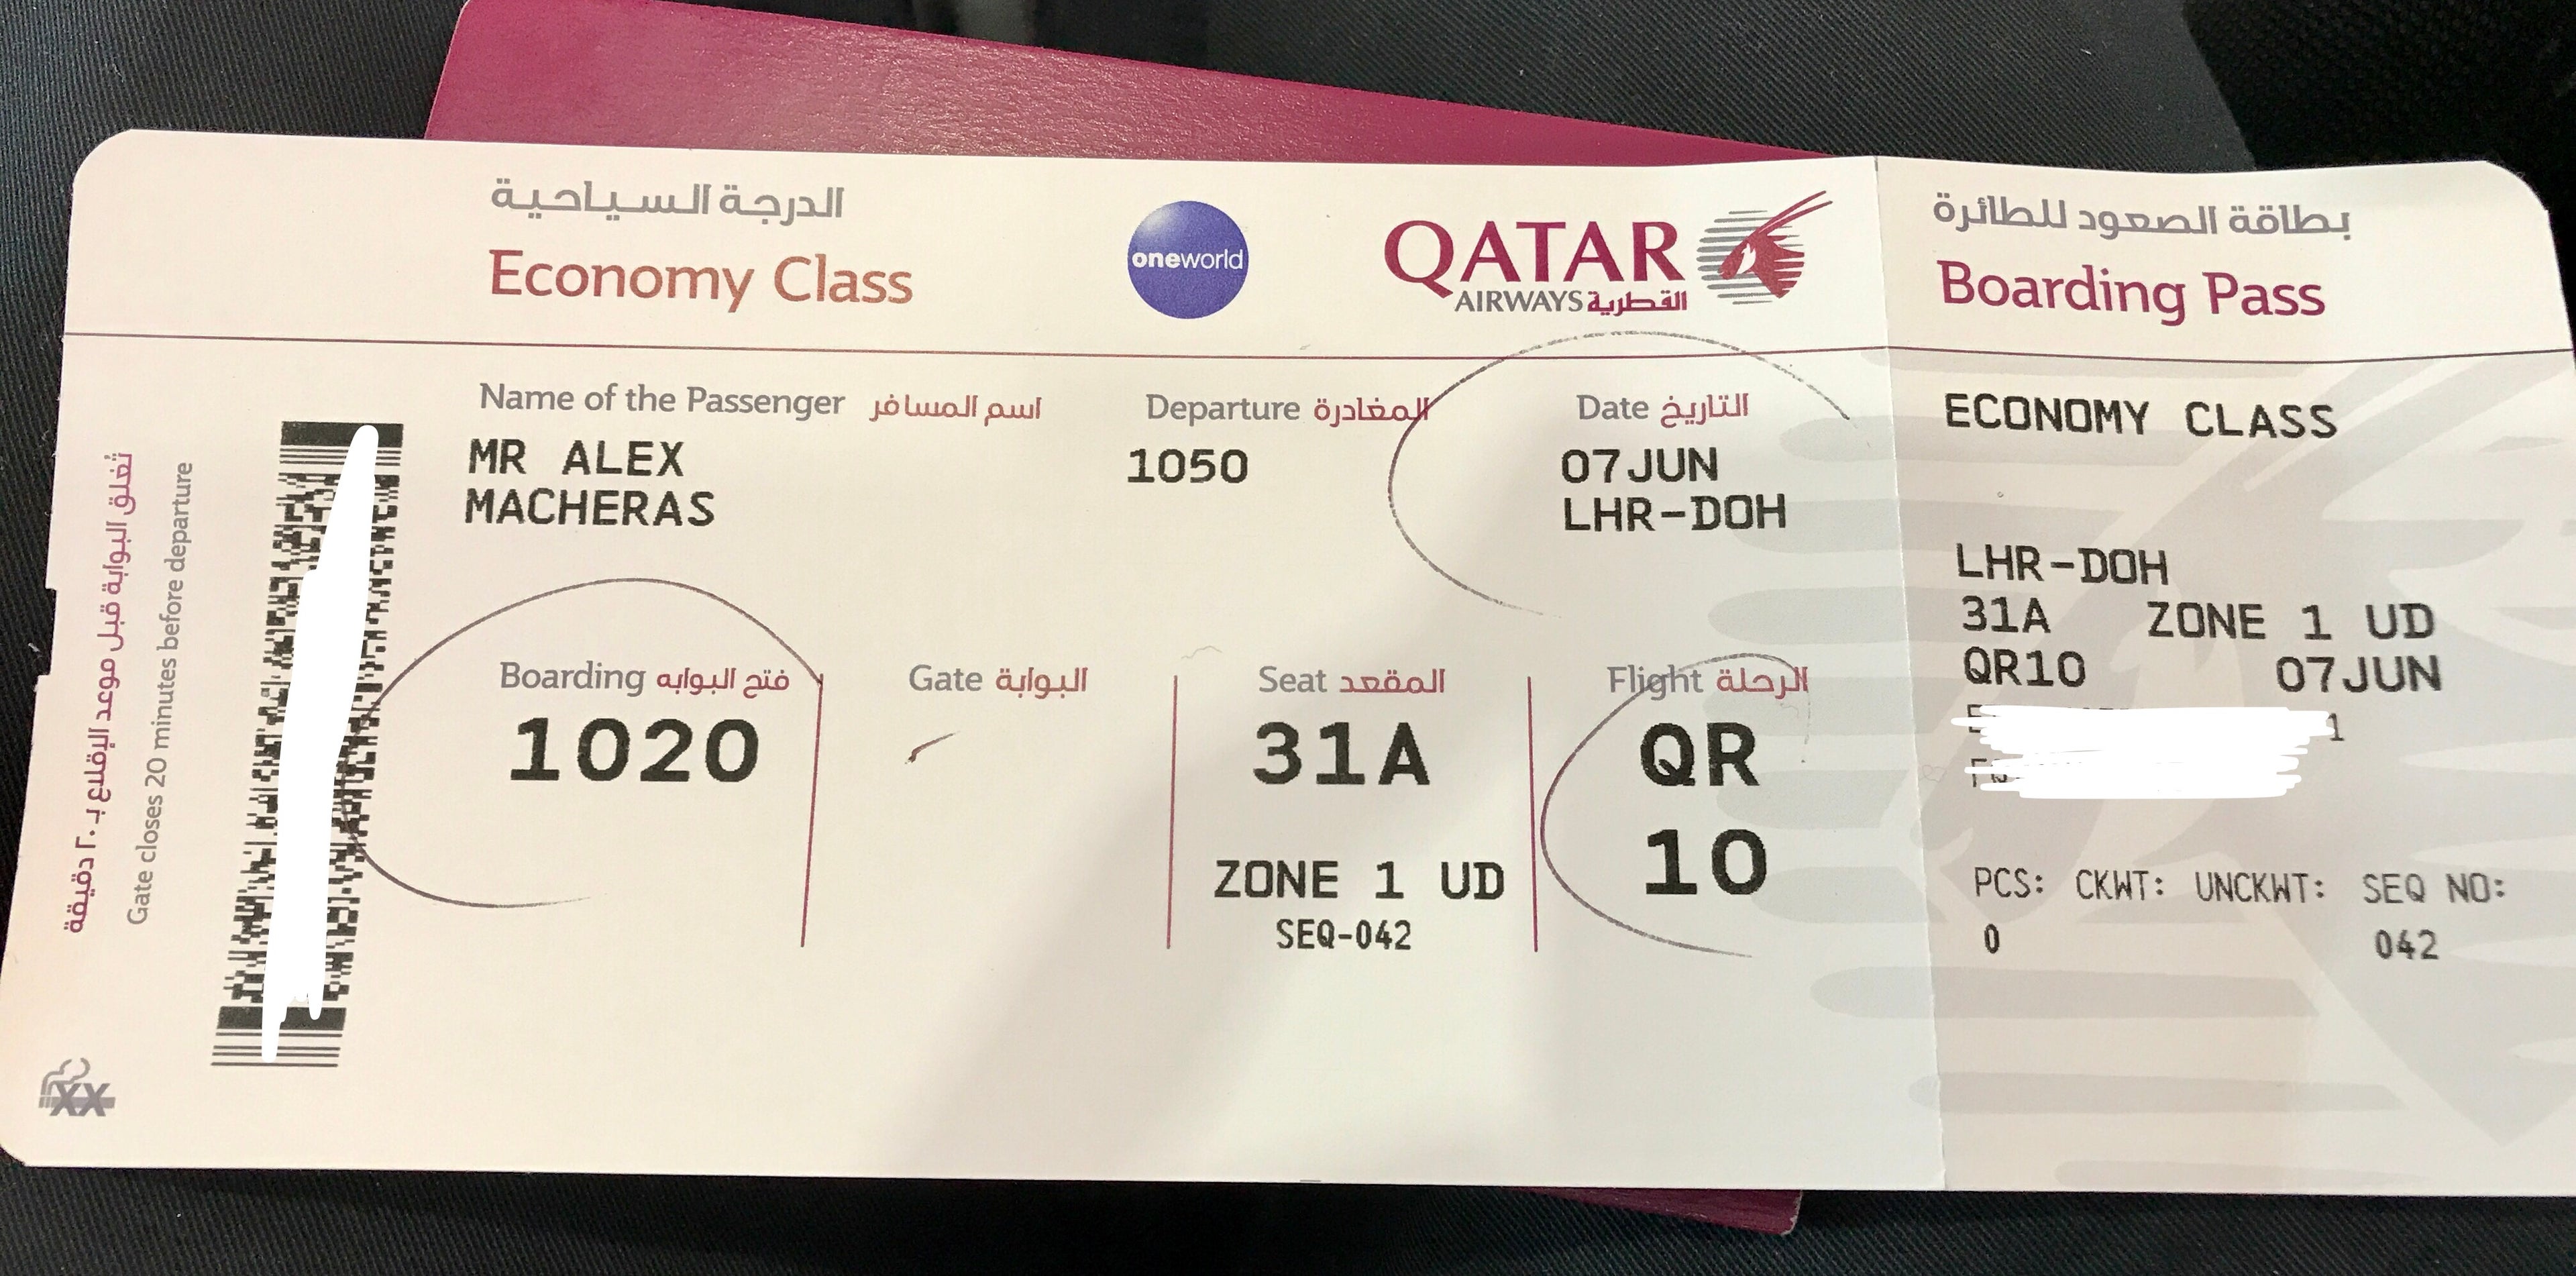 الدرجة السياحية
Economy Class
oneworld
QATAR
AIRWAYS القطرية
بطاقة الصعود للطائرة
Boarding Pass
تغلق البوابة قبل موعد الإقلاع بـ ٢٠ دقيقة
Gate closes 20 minutes before departure
Name of the Passenger اسم المسافر
MR ALEX
MACHERAS
Departure المغادرة
1050
Date التاريخ
07JUN
LHR-DOH
Boarding فتح البوابه
1020
Gate البوابة
Seat المقعد
31A
ZONE 1 UD
SEQ-042
Flight الرحلة
QR
10
XX
ECONOMY CLASS
LHR-DOH
31A ZONE 1 UD
QR10 07JUN
PCS: CKWT: UNCKWT: SEQ NO:
0 042